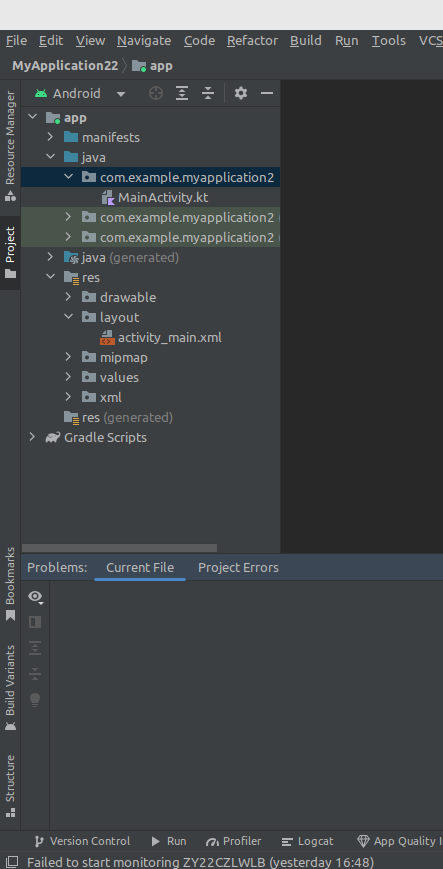 File Edit View Navigate Code Refactor Build Run Tools VCS
MyApplication22 app
Android
app
manifests
java
com.example.myapplication2
MainActivity.kt
com.example.myapplication2
com.example.myapplication2
java (generated)
res
drawable
layout
activity_main.xml
mipmap
values
xml
res (generated)
Gradle Scripts
Resource Manager
Project
Bookmarks
Build Variants
Structure
Problems: Current File Project Errors
Version Control Run Profiler Logcat App Quality I
Failed to start monitoring ZY22CZLWLB (yesterday 16:48)